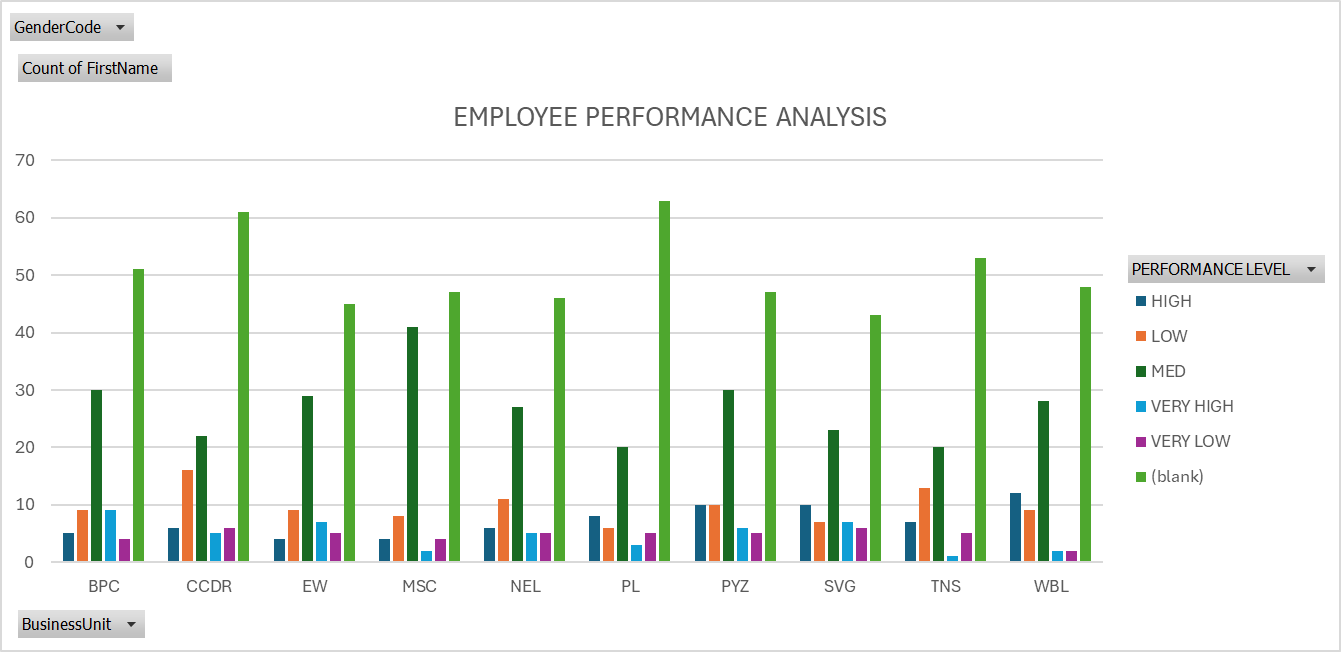 GenderCode
Count of FirstName
EMPLOYEE PERFORMANCE ANALYSIS
70
60
50
40
30
20
10
0
BPC CCDR EW MSC NEL PL PYZ SVG TNS WBL
PERFORMANCE LEVEL
HIGH
LOW
MED
VERY HIGH
VERY LOW
(blank)
BusinessUnit